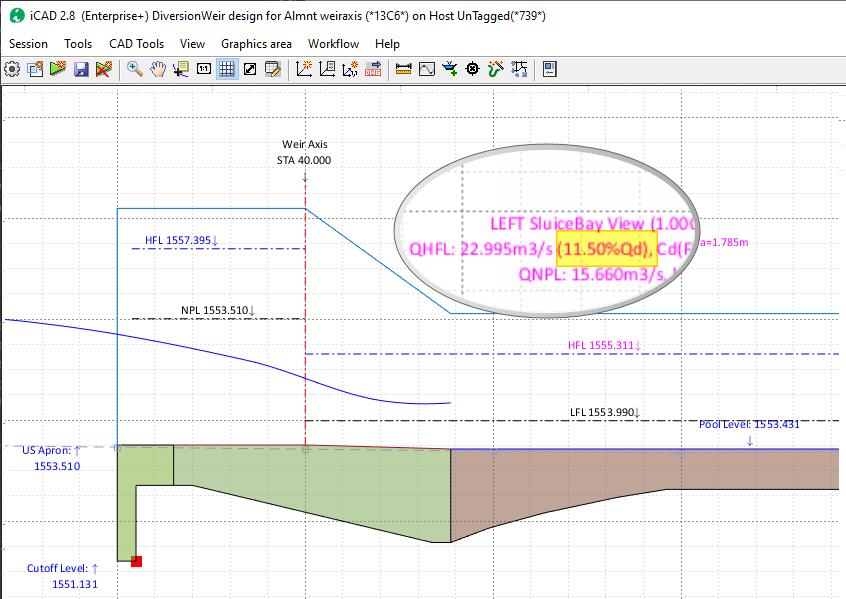 iCAD 2.8 (Enterprise+) DiversionWeir design for Almnt weiraxis (*13C6*) on Host UnTagged(*739*)
Session Tools CAD Tools View Graphics area Workflow Help
Weir Axis
STA 40.000
LEFT SluiceBay View (1.000
QHFL: 22.995m3/s (11.50%Qd), Cd(F
a=1.785m
QNPL: 15.660m3/s,
HFL 1557.395↓
NPL 1553.510↓
HFL 1555.311↓
LFL 1553.990↓
Pool Level: 1553.431
↓
US Apron: ↑
1553.510
Cutoff Level: ↑
1551.131